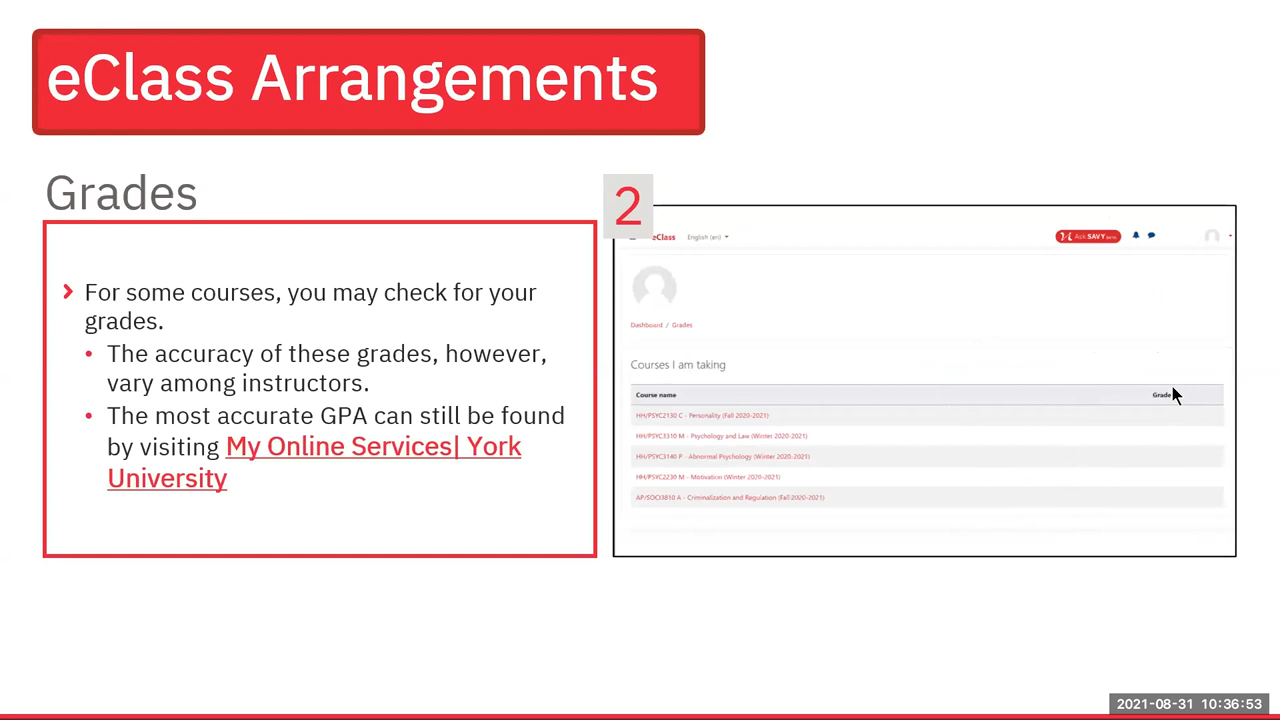 eClass Arrangements
Grades
For some courses, you may check for your
grades.
• The accuracy of these grades, however,
vary among instructors.
• The most accurate GPA can still be found
by visiting My Online Services| York
University
2
eClass English (en)
Ask SAVY BETA
Dashboard / Grades
Courses I am taking
Course name Grade
HH/PSYC2130 C - Personality (Fall 2020-2021)
HH/PSYC3310 M - Psychology and Law (Winter 2020-2021)
HH/PSYC3140 P - Abnormal Psychology (Winter 2020-2021)
HH/PSYC2230 M - Motivation (Winter 2020-2021)
AP/SOCI3810 A - Criminalization and Regulation (Fall 2020-2021)
2021-08-31 10:36:53